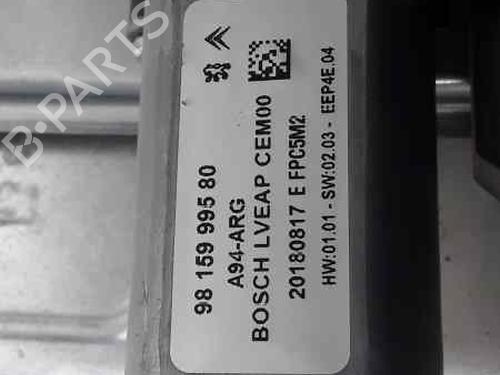 98 159 995 80
A94-ARG
BOSCH LVEAP CEM00
20180817 E FPC5M2
HW:01.01 - SW:02.03 - EEP4E.04
B-PARTS